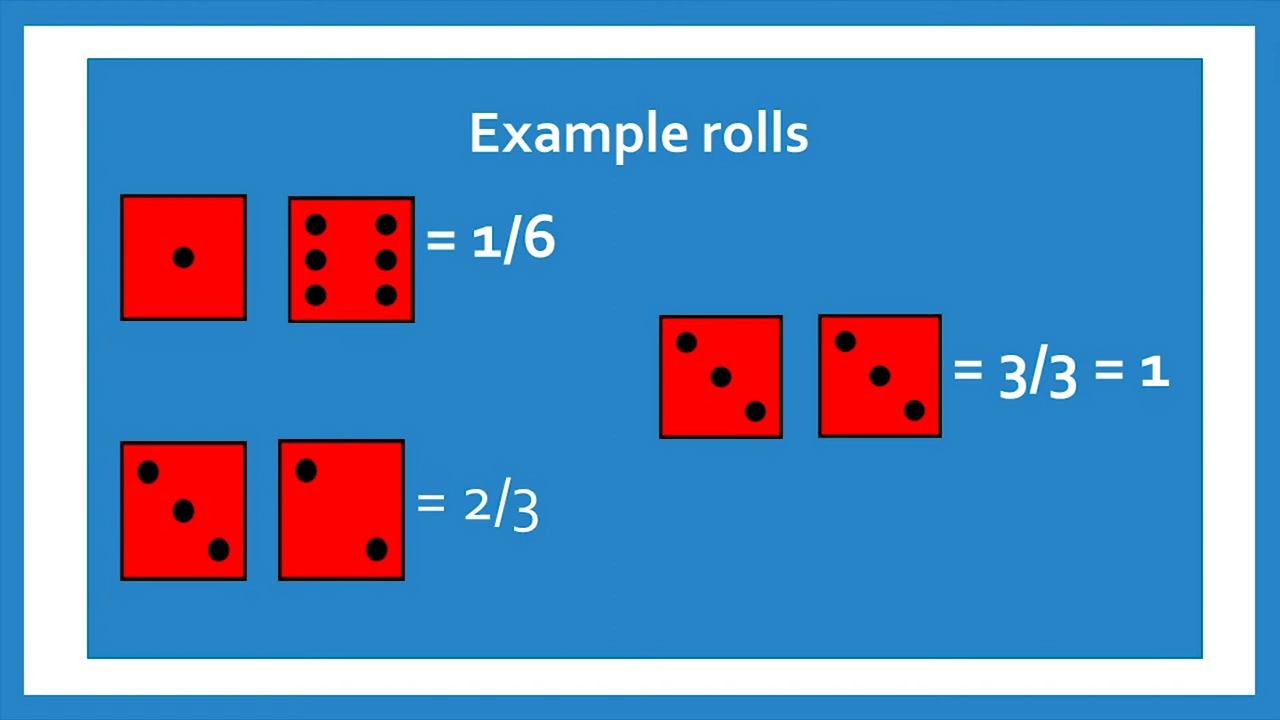 Example rolls
= 1/6
= 3/3 = 1
= 2/3